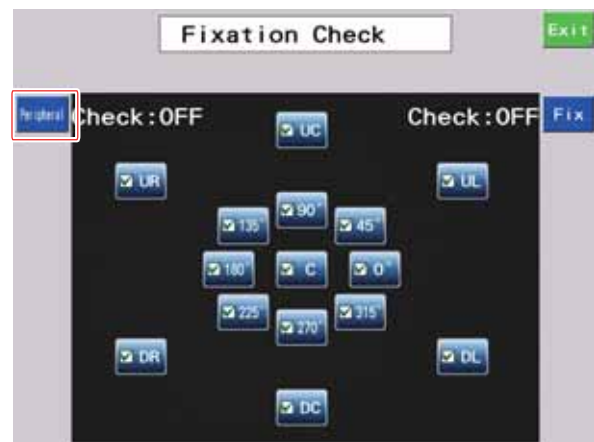 Fixation Check
Exit
Peripheral
Check:OFF
Check:OFF
Fix
UC
UR
UL
90°
135°
45°
180°
C
0°
225
315°
270°
DR
DL
DC